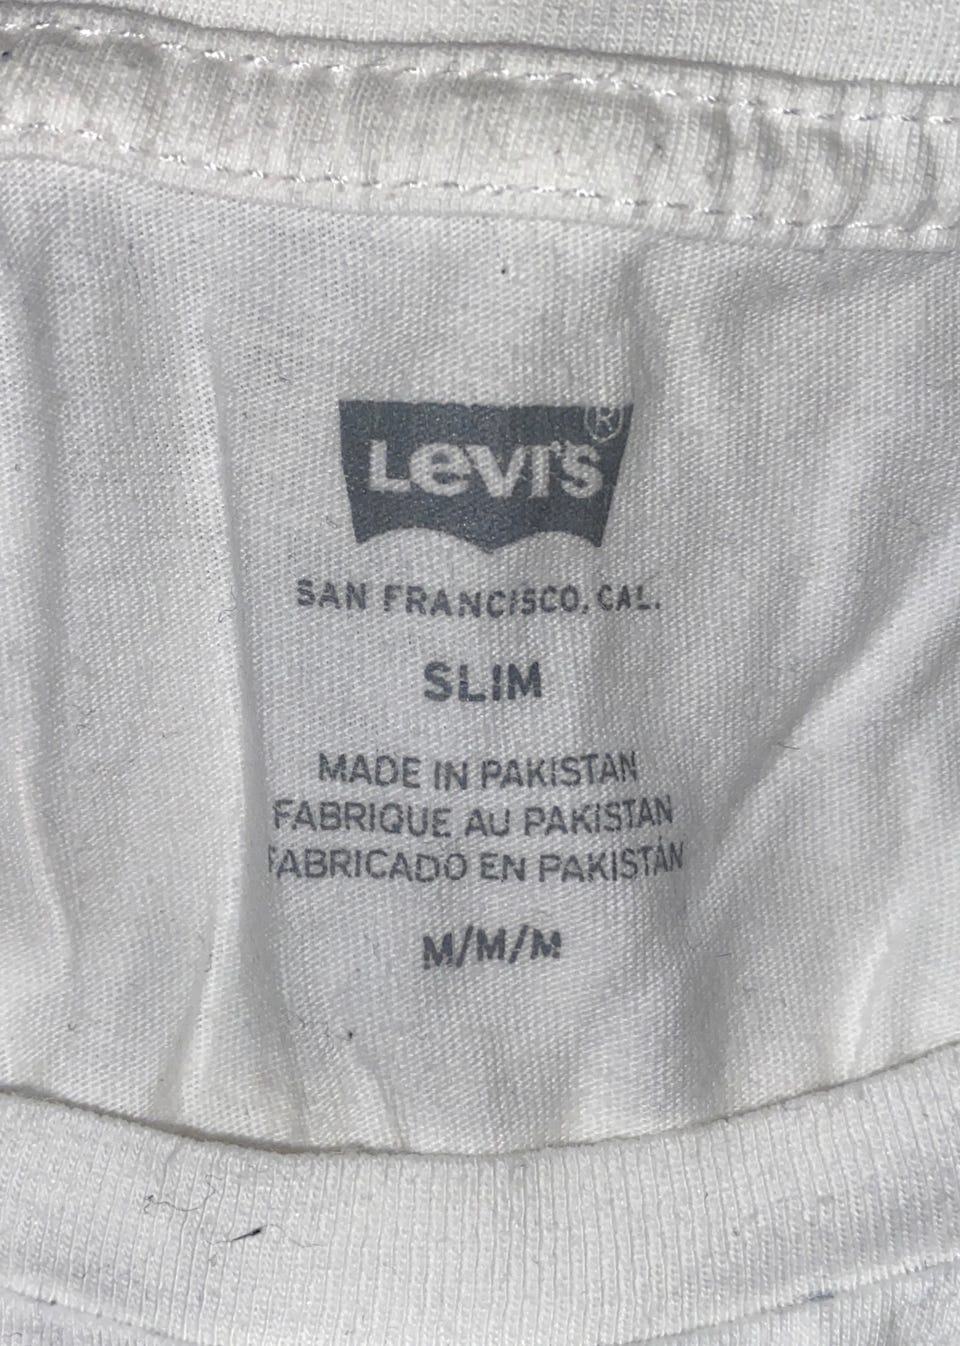 Levi's®
SAN FRANCISCO, CAL.
SLIM
MADE IN PAKISTAN
FABRIQUE AU PAKISTAN
FABRICADO EN PAKISTÁN
M/M/M